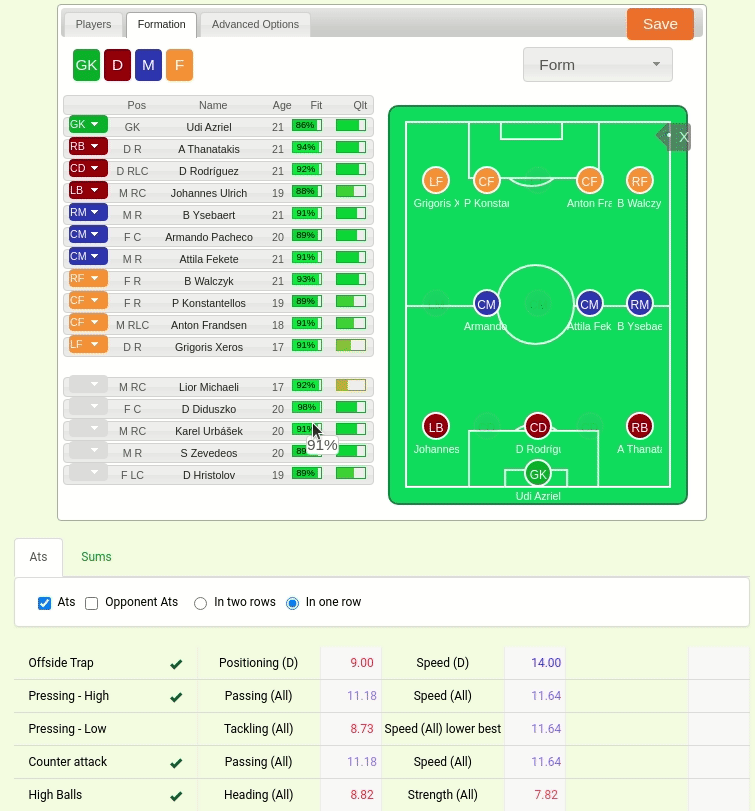 Players Formation Advanced Options Save
GK D M F Form
Pos Name Age Fit Qlt
GK GK Udi Azriel 21 86%
RB D R A Thanatakis 21 94%
CD D RLC D Rodríguez 21 92%
LB M RC Johannes Ulrich 19 88%
RM M R B Ysebaert 21 91%
CM F C Armando Pacheco 20 89%
CM M R Attila Fekete 21 91%
RF F R B Walczyk 21 93%
CF F R P Konstantellos 19 89%
CF M RLC Anton Frandsen 18 91%
LF D R Grigoris Xeros 17 91%
M RC Lior Michaeli 17 92%
F C D Diduszko 20 98%
M RC Karel Urbášek 20 91%
91%
M R S Zevedeos 20
F LC D Hristolov 19 89%
X
LF CF CF RF
Grigoris X P Konstan Anton Fra B Walczy
CM CM RM
Armando Attila Fek B Ysebae
LB CD RB
Johannes D Rodrígu A Thanata
GK
Udi Azriel
Ats Sums
Ats Opponent Ats In two rows In one row
Offside Trap Positioning (D) 9.00 Speed (D) 14.00
Pressing - High Passing (All) 11.18 Speed (All) 11.64
Pressing - Low Tackling (All) 8.73 Speed (All) lower best 11.64
Counter attack Passing (All) 11.18 Speed (All) 11.64
High Balls Heading (All) 8.82 Strength (All) 7.82